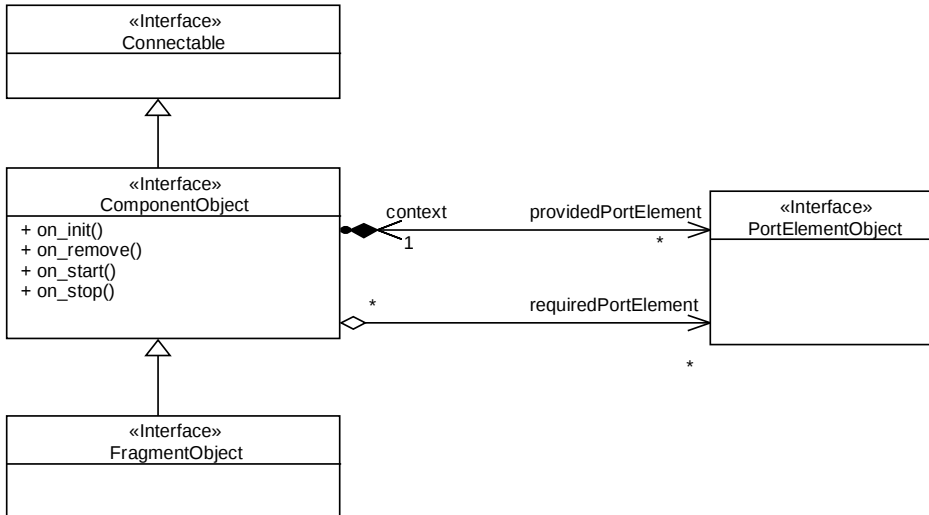 «Interface»
Connectable
«Interface»
ComponentObject
+ on_init()
+ on_remove()
+ on_start()
+ on_stop()
context
1
providedPortElement
*
*
requiredPortElement
*
«Interface»
PortElementObject
«Interface»
FragmentObject